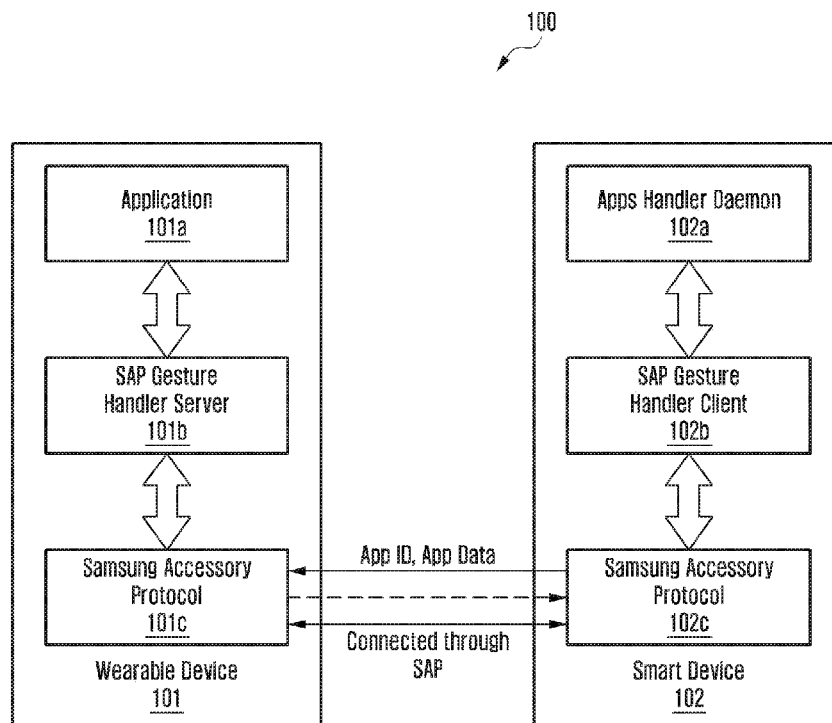 100
Application
101a
SAP Gesture
Handler Server
101b
Samsung Accessory
Protocol
101c
Wearable Device
101
App ID, App Data
Connected through
SAP
Apps Handler Daemon
102a
SAP Gesture
Handler Client
102b
Samsung Accessory
Protocol
102c
Smart Device
102